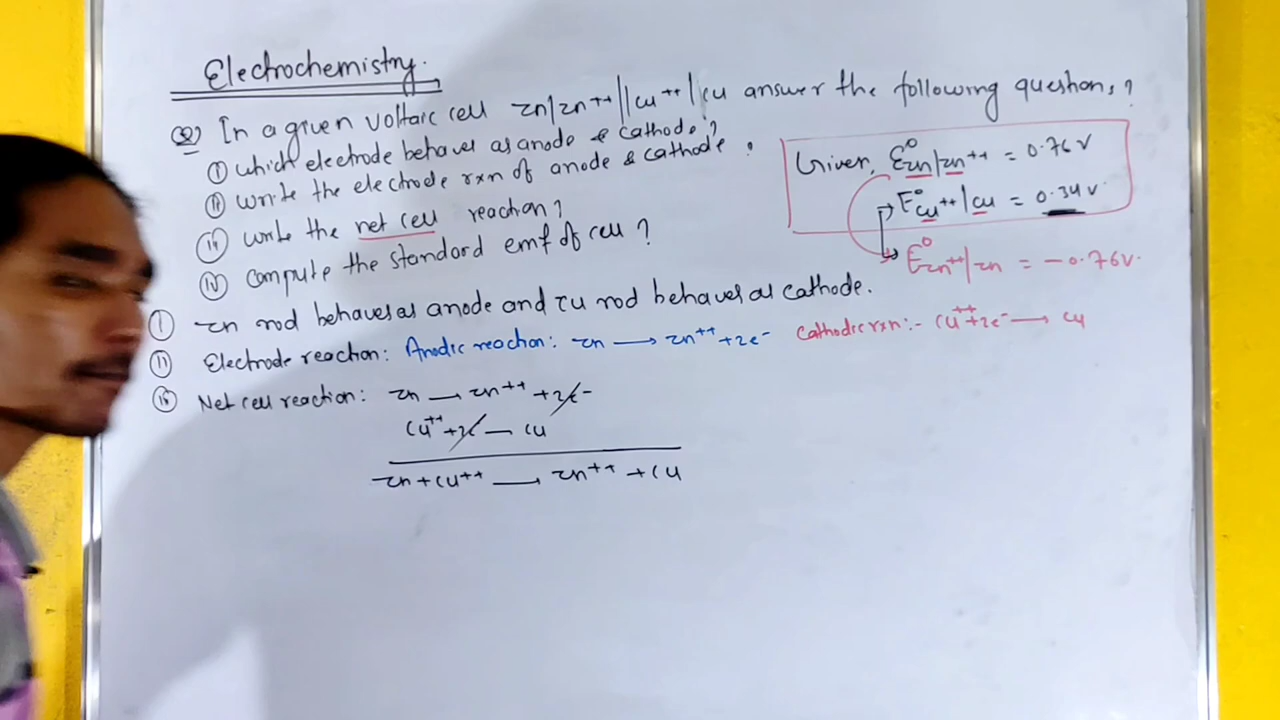 Electrochemistry.
Q2) In a given voltaic cell zn/zn++||cu++|cu answer the following questions?
(i) which electrode behaves as anode & cathode?
(ii) write the electrode rxn of anode & cathode?
(iii) write the net cell reaction?
(iv) compute the standard emf of cell?
Given, E°zn|zn++ = 0.76 v
E°cu++|cu = 0.34 v
E°zn++|zn = -0.76v.
(i) zn rod behaves as anode and cu rod behaves as cathode.
(ii) Electrode reaction: Anodic reaction: zn → zn++ + 2e- Cathodic rxn:- cu++ + 2e- → cu
(iii) Net cell reaction: zn → zn++ + 2e-
cu++ + 2e — cu
zn + cu++ → zn++ + cu